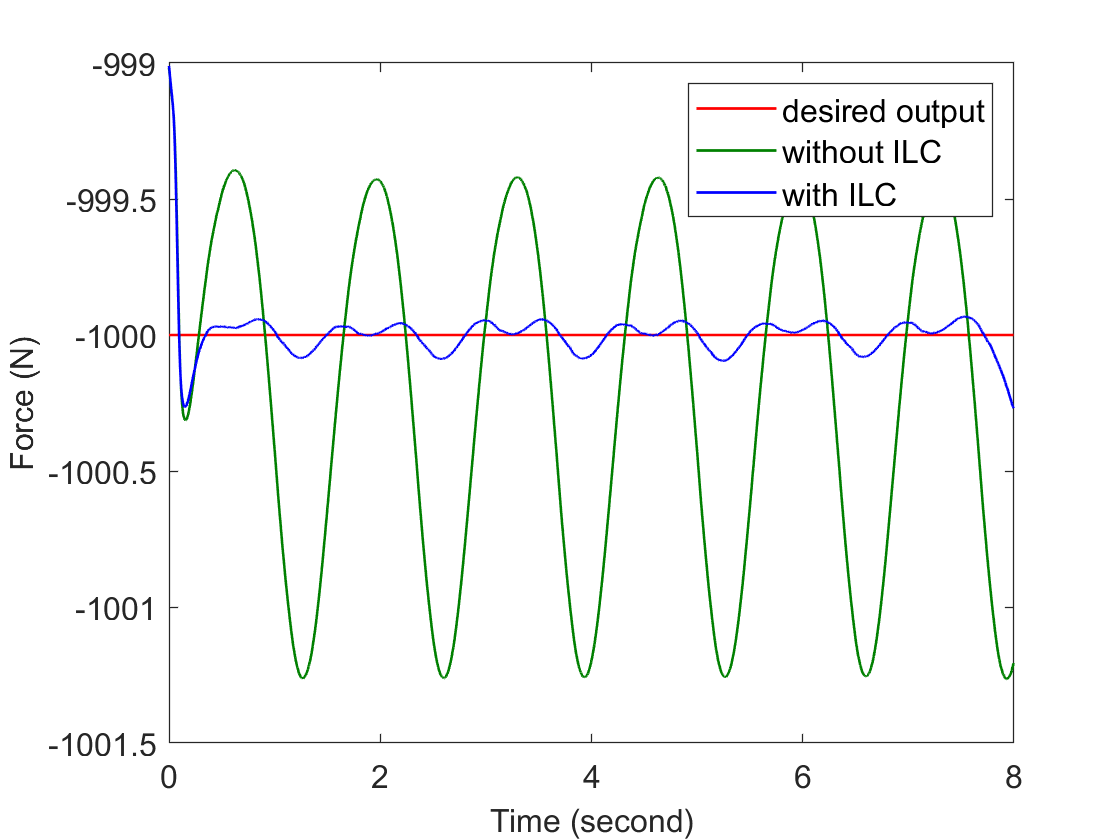 -999
-999.5
-1000
-1000.5
-1001
-1001.5
Force (N)
0
2
4
6
8
Time (second)
desired output
without ILC
with ILC